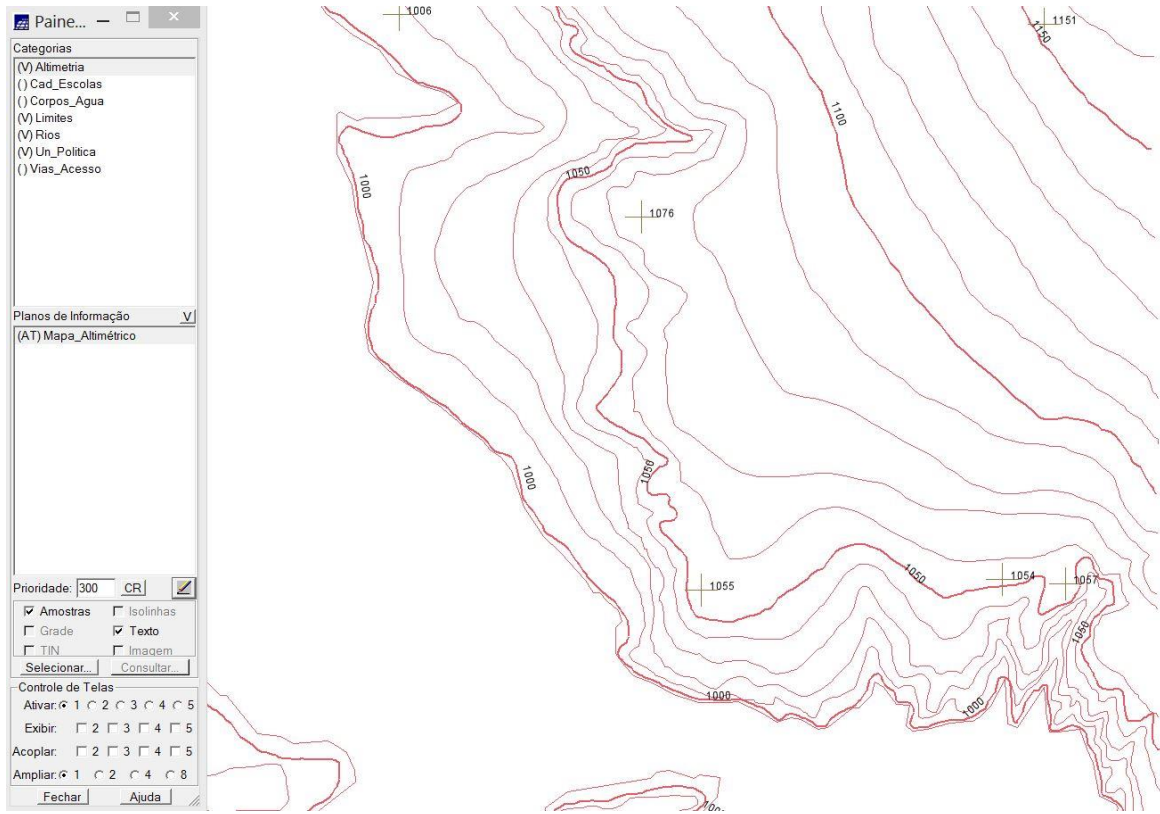 Paine...
Categorias
(V) Altimetria
() Cad_Escolas
() Corpos_Agua
(V) Limites
(V) Rios
(V) Un_Politica
() Vias_Acesso
Planos de Informação V
(AT) Mapa_Altimétrico
Prioridade: 300 CR
Amostras Isolinhas
Grade Texto
TIN Imagem
Selecionar... Consultar...
Controle de Telas
Ativar: 1 2 3 4 5
Exibir: 2 3 4 5
Acoplar: 2 3 4 5
Ampliar: 1 2 4 8
Fechar Ajuda
1006
1151
1150
1100
1050
1000
1076
1050
1000
1055
1050
1054
1057
1050
1000
1000